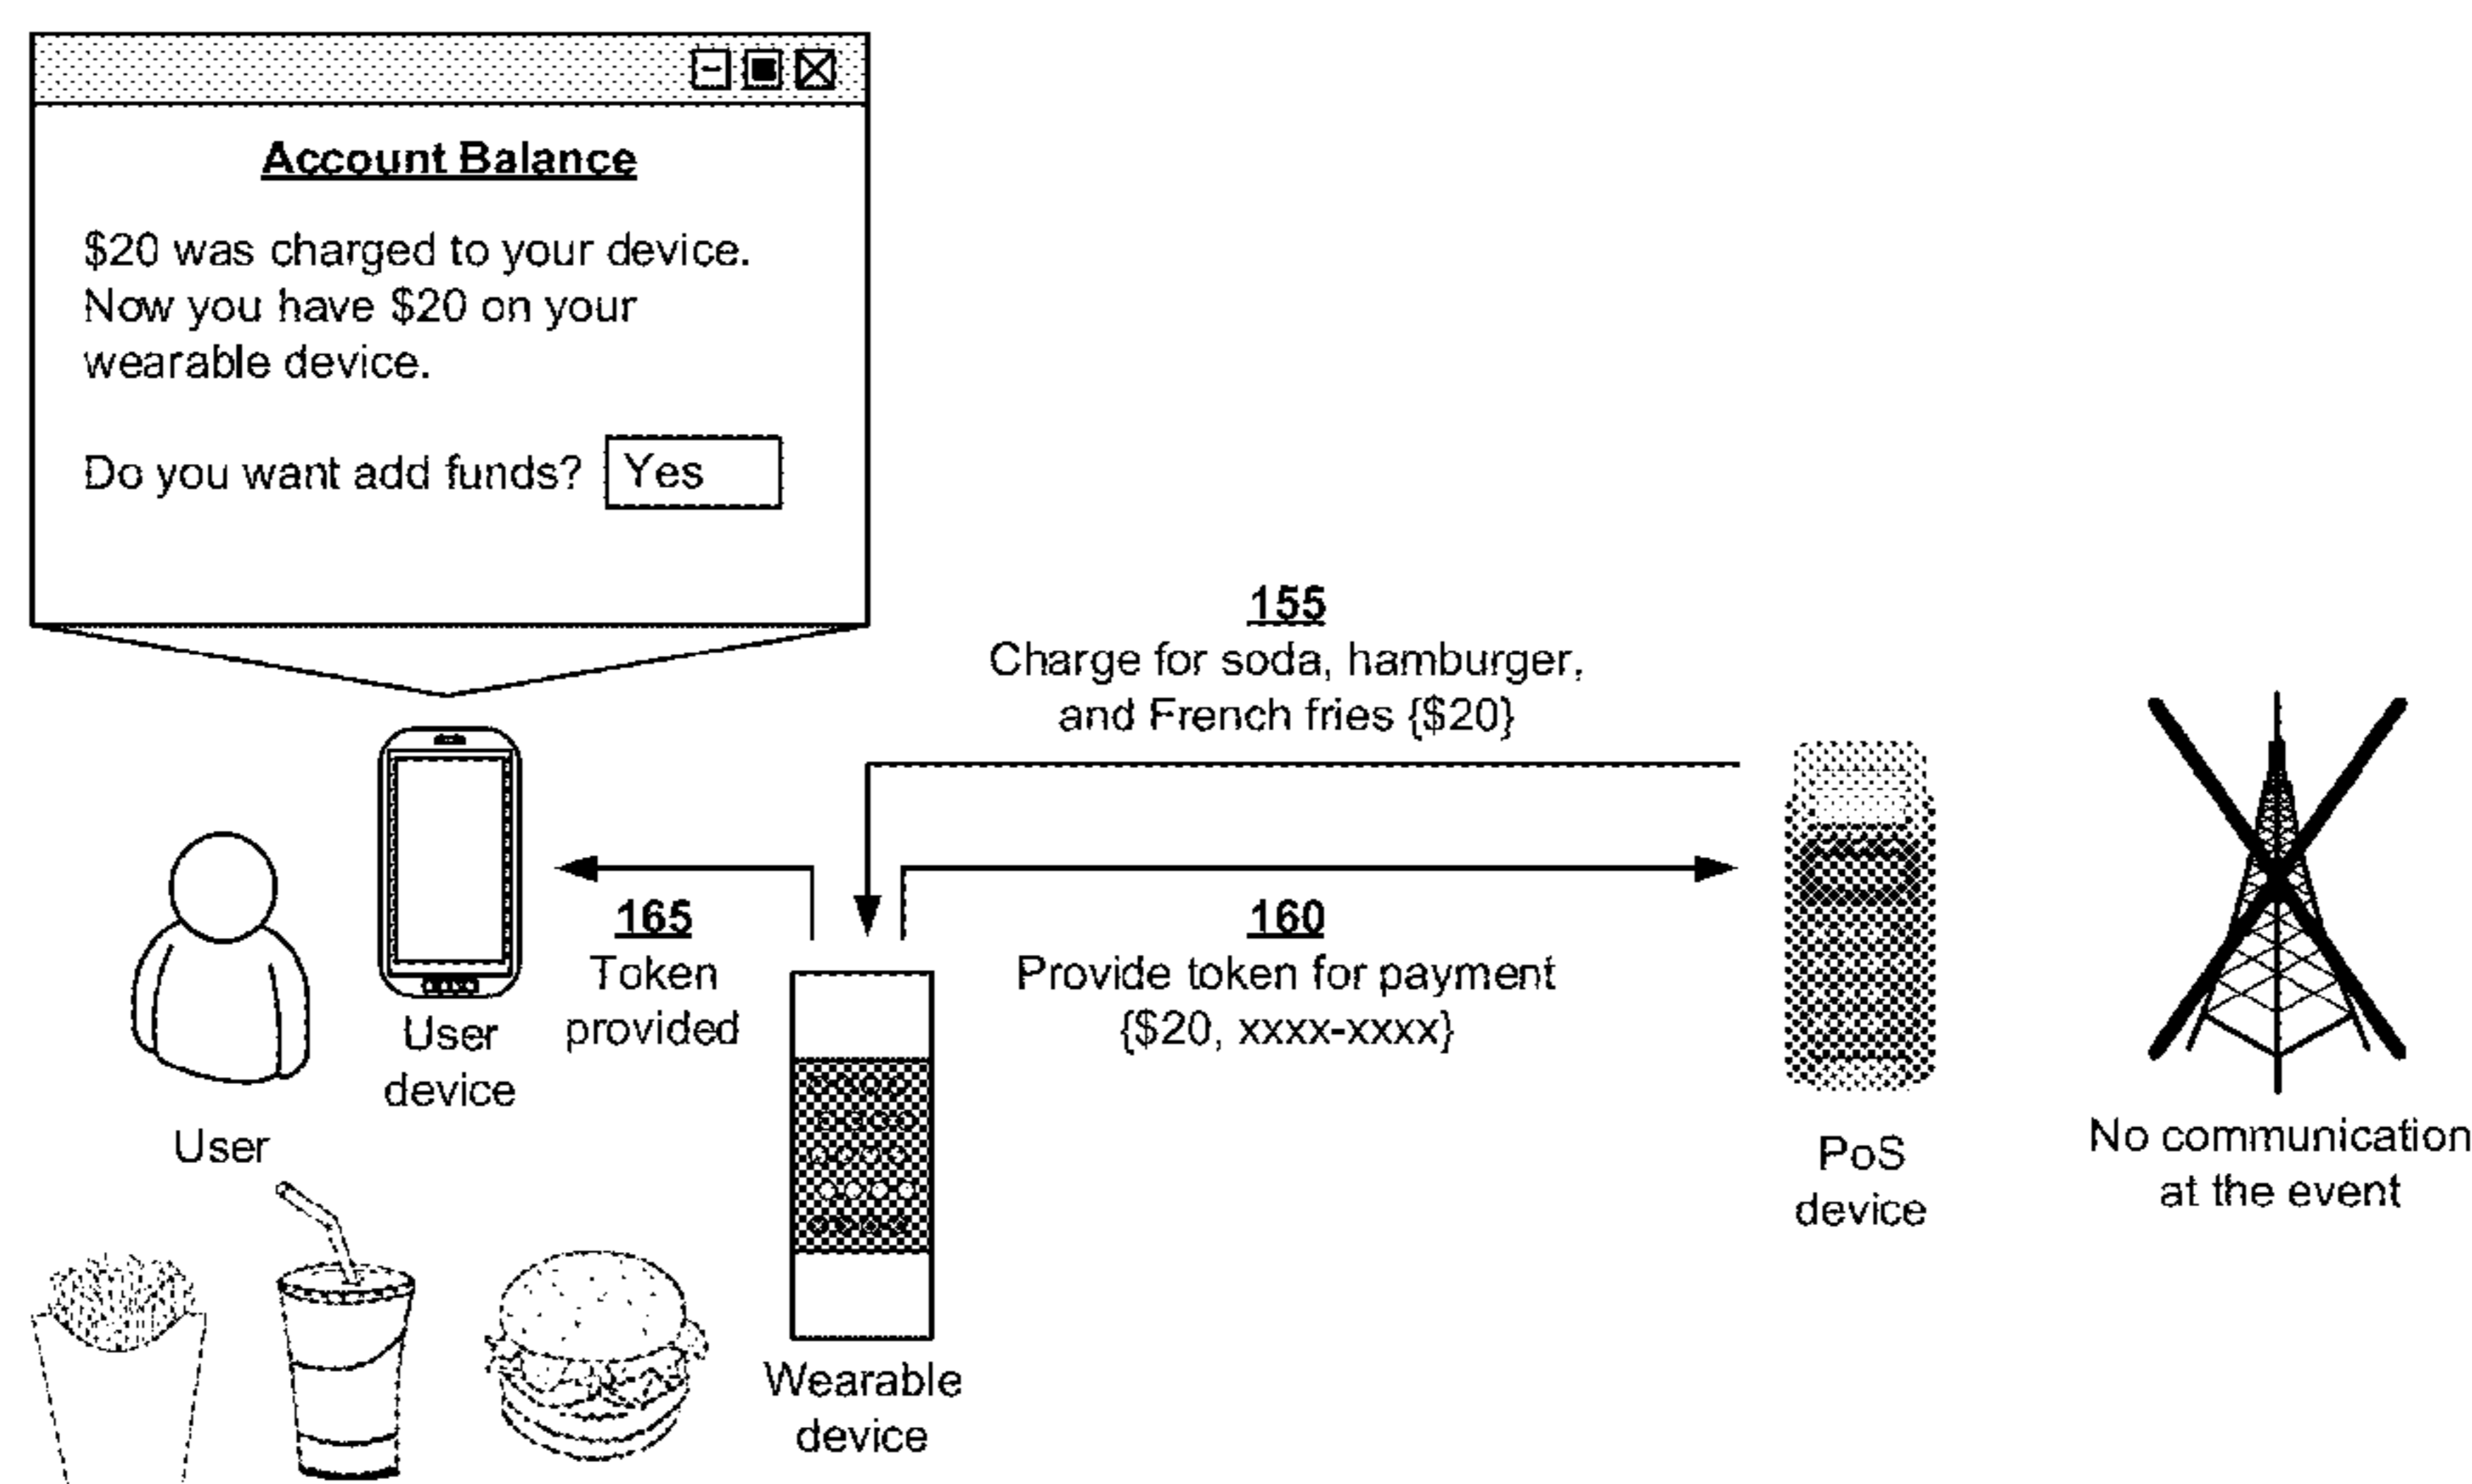 Account Balance
$20 was charged to your device.
Now you have $20 on your
wearable device.
Do you want add funds? Yes
155
Charge for soda, hamburger,
and French fries {$20}
165
Token
provided
160
Provide token for payment
{$20, xxxx-xxxx}
User
device
User
Wearable
device
PoS
device
No communication
at the event